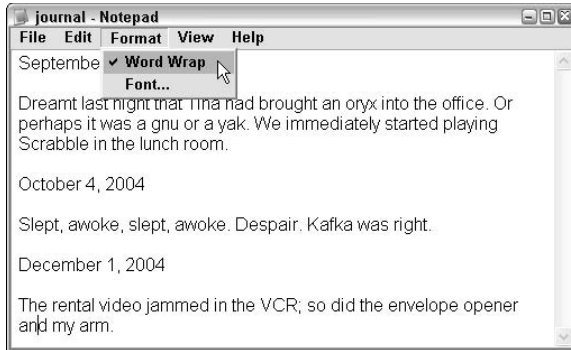 journal - Notepad
File Edit Format View Help
Word Wrap
Font...
Septembe
Dreamt last night that Tina had brought an oryx into the office. Or
perhaps it was a gnu or a yak. We immediately started playing
Scrabble in the lunch room.
October 4, 2004
Slept, awoke, slept, awoke. Despair. Kafka was right.
December 1, 2004
The rental video jammed in the VCR; so did the envelope opener
and my arm.